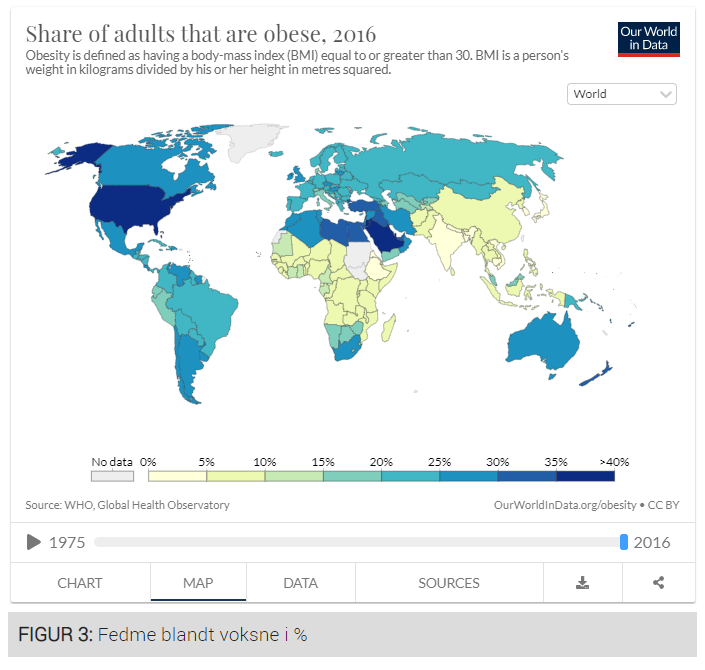 Share of adults that are obese, 2016
Our World
in Data
Obesity is defined as having a body-mass index (BMI) equal to or greater than 30. BMI is a person's
weight in kilograms divided by his or her height in metres squared.
World
No data 0% 5% 10% 15% 20% 25% 30% 35% >40%
Source: WHO, Global Health Observatory
OurWorldInData.org/obesity • CC BY
1975 2016
CHART MAP DATA SOURCES
FIGUR 3: Fedme blandt voksne i %